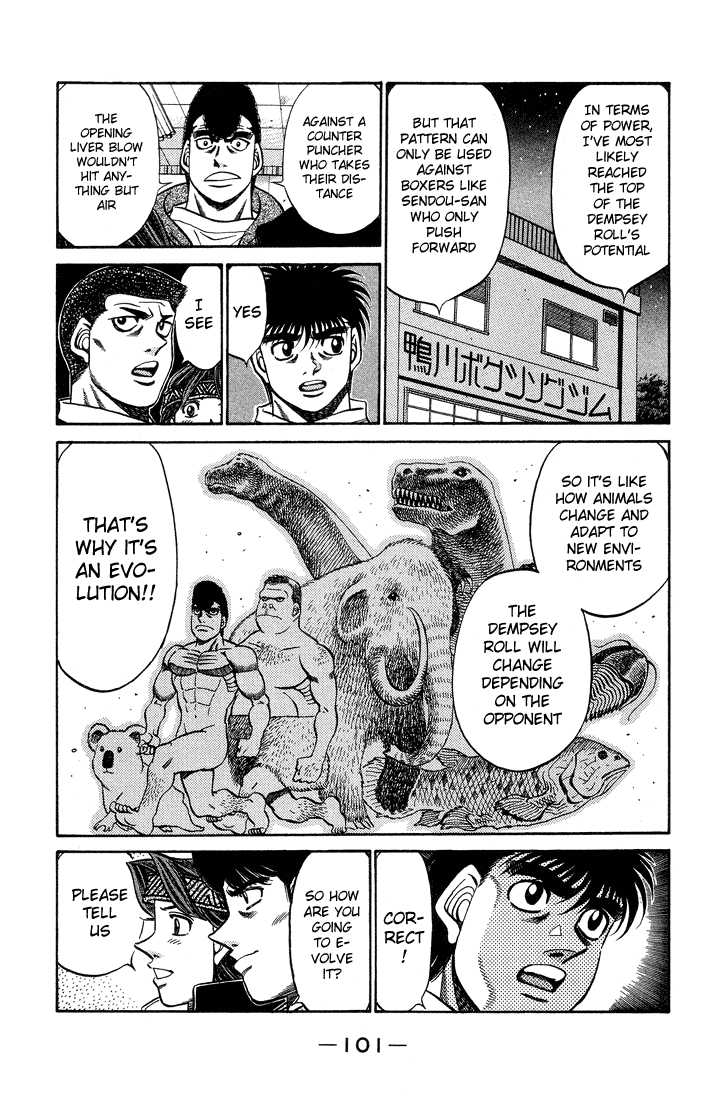 IN TERMS
OF POWER,
I'VE MOST
LIKELY
REACHED
THE TOP
OF THE
DEMPSEY
ROLL'S
POTENTIAL
BUT THAT
PATTERN CAN
ONLY BE USED
AGAINST
BOXERS LIKE
SENDOU-SAN
WHO ONLY
PUSH
FORWARD
鴨川ボクシングジム
AGAINST A
COUNTER
PUNCHER
WHO TAKES
THEIR DIS-
TANCE
THE
OPENING
LIVER BLOW
WOULDN'T
HIT ANY-
THING BUT
AIR
YES
I
SEE
SO IT'S LIKE
HOW ANIMALS
CHANGE AND
ADAPT TO
NEW ENVI-
RONMENTS
THE
DEMPSEY
ROLL WILL
CHANGE
DEPENDING
ON THE
OPPONENT
THAT'S
WHY IT'S
AN EVO-
LUTION!!
COR-
RECT
!
SO HOW
ARE YOU
GOING
TO E-
VOLVE
IT?
PLEASE
TELL
US
—101—